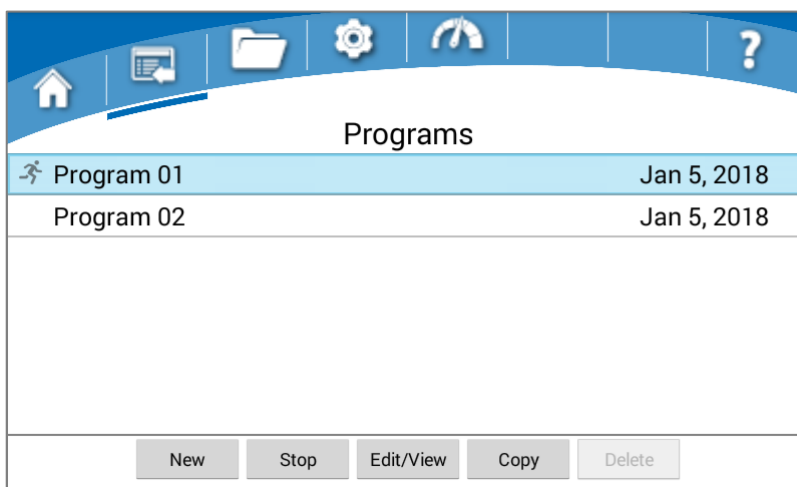 ?
Programs
Program 01 Jan 5, 2018
Program 02 Jan 5, 2018
New Stop Edit/View Copy Delete